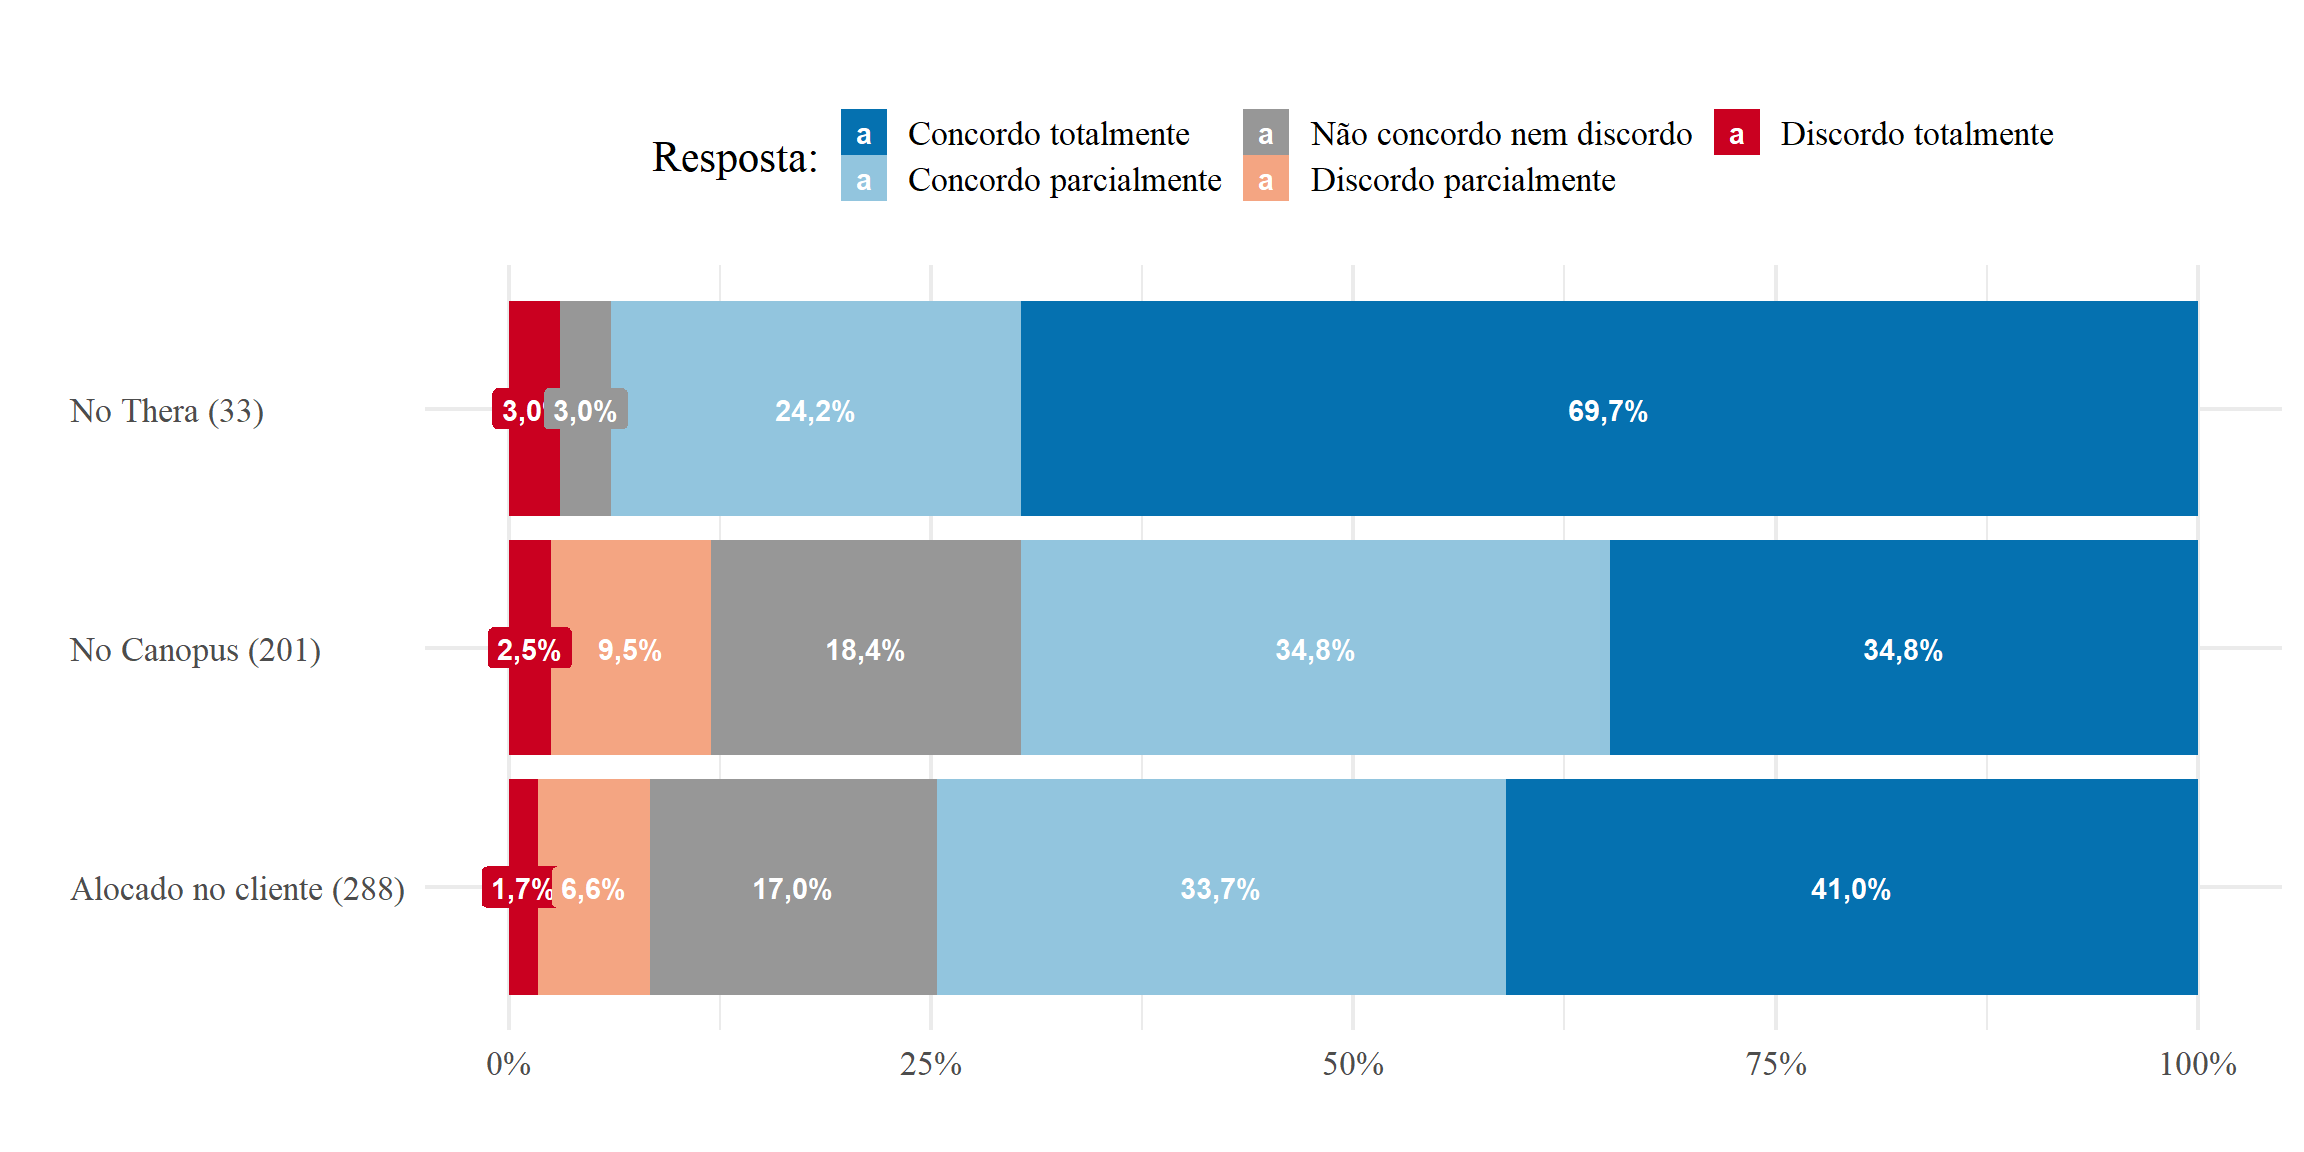 Resposta:
a Concordo totalmente a Não concordo nem discordo a Discordo totalmente
a Concordo parcialmente a Discordo parcialmente
No Thera (33) 3,0 3,0% 24,2% 69,7%
No Canopus (201) 2,5% 9,5% 18,4% 34,8% 34,8%
Alocado no cliente (288) 1,7% 6,6% 17,0% 33,7% 41,0%
0% 25% 50% 75% 100%